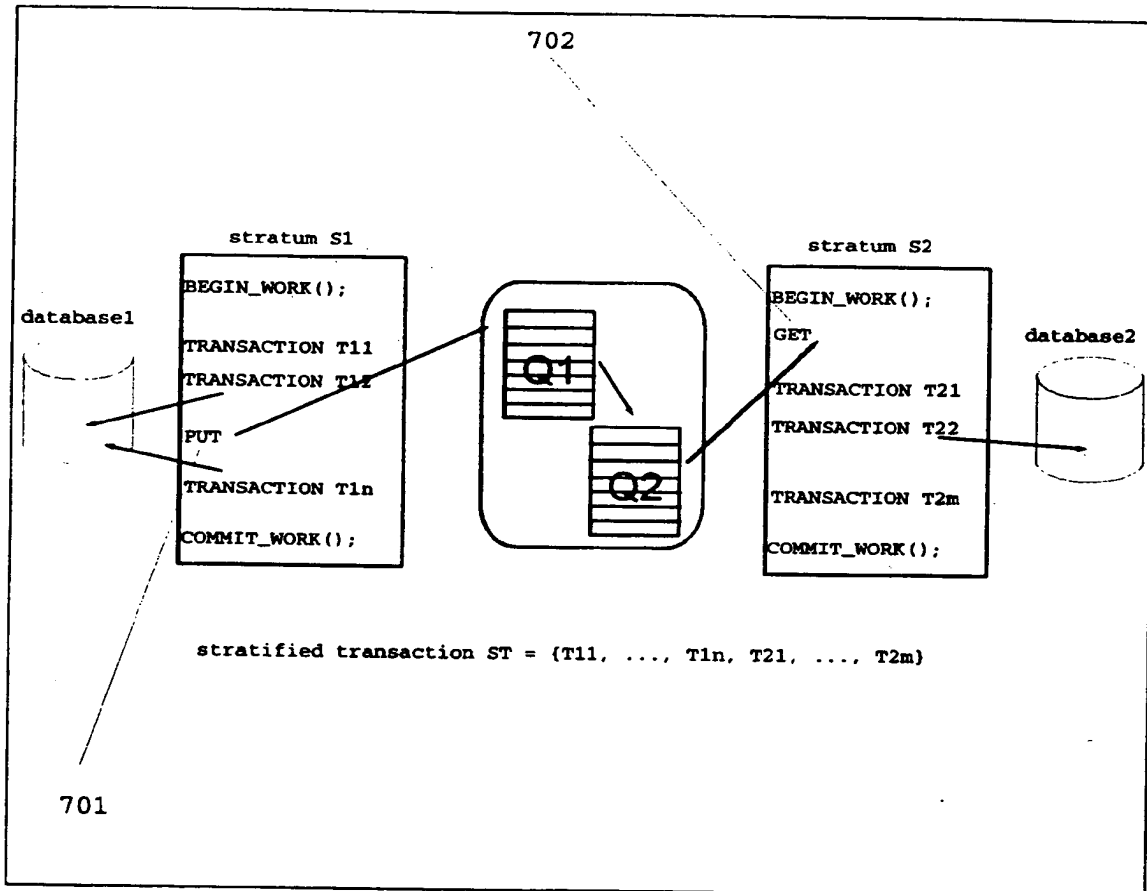 702
stratum S1
BEGIN_WORK();
TRANSACTION T11
TRANSACTION T12
PUT
TRANSACTION T1n
COMMIT_WORK();
database1
Q1
Q2
stratum S2
BEGIN_WORK();
GET
TRANSACTION T21
TRANSACTION T22
TRANSACTION T2m
COMMIT_WORK();
database2
stratified transaction ST = {T11, ..., T1n, T21, ..., T2m}
701